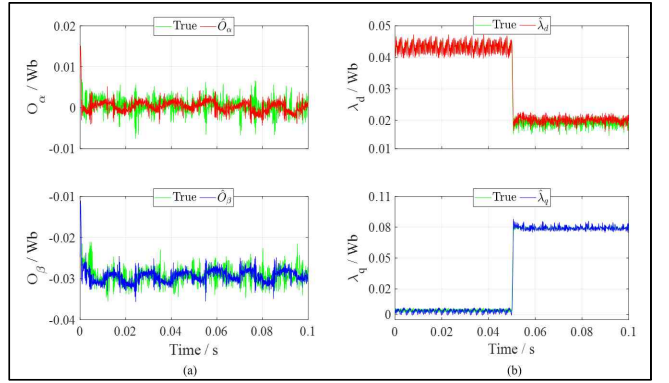 True Ô_α
0.02
0.01
0
-0.01
O_α / Wb
True λ̂_d
0.05
0.04
0.02
0.01
λ_d / Wb
True Ô_β
-0.01
-0.02
-0.03
-0.04
O_β / Wb
0 0.02 0.04 0.06 0.08 0.1
Time / s
(a)
True λ̂_q
0.11
0.08
0.05
0.02
0
λ_q / Wb
0 0.02 0.04 0.06 0.08 0.1
Time / s
(b)